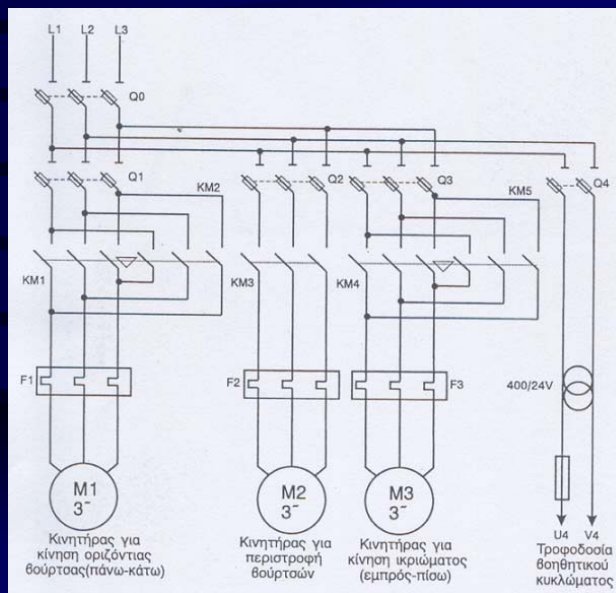 L1 L2 L3
Q0
Q1
KM2
Q2
Q3
KM5
Q4
KM1
KM3
KM4
F1
F2
F3
400/24V
M1
3~
M2
3~
M3
3~
U4 V4
Κινητήρας για
κίνηση οριζόντιας
βούρτσας(πάνω-κάτω)
Κινητήρας για
περιστροφή
βουρτσών
Κινητήρας για
κίνηση ικριώματος
(εμπρός-πίσω)
Τροφοδοσία
βοηθητικού
κυκλώματος